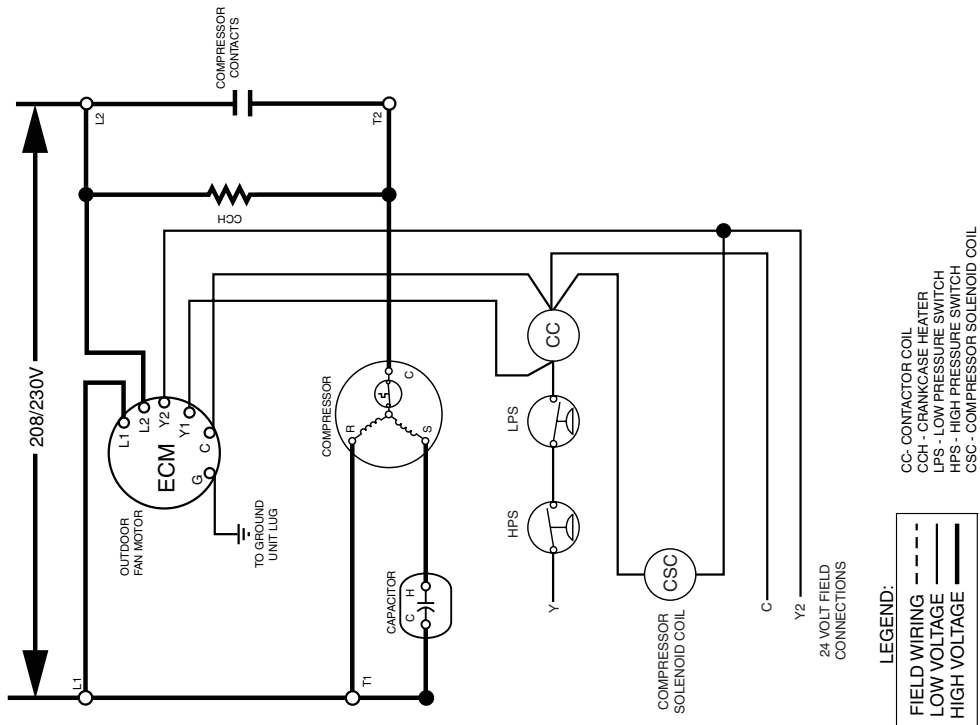 COMPRESSOR
CONTACTS
L2
T2
CCH
208/230V
L1
L2
Y2
Y1
C
G
ECM
OUTDOOR
FAN MOTOR
TO GROUND
UNIT LUG
COMPRESSOR
R
C
S
CAPACITOR
C
H
L1
T1
CC
LPS
HPS
Y
CSC
COMPRESSOR
SOLENOID COIL
C
Y2
24 VOLT FIELD
CONNECTIONS
CC- CONTACTOR COIL
CCH - CRANKCASE HEATER
LPS - LOW PRESSURE SWITCH
HPS - HIGH PRESSURE SWITCH
CSC - COMPRESSOR SOLENOID COIL
LEGEND:
FIELD WIRING
LOW VOLTAGE
HIGH VOLTAGE